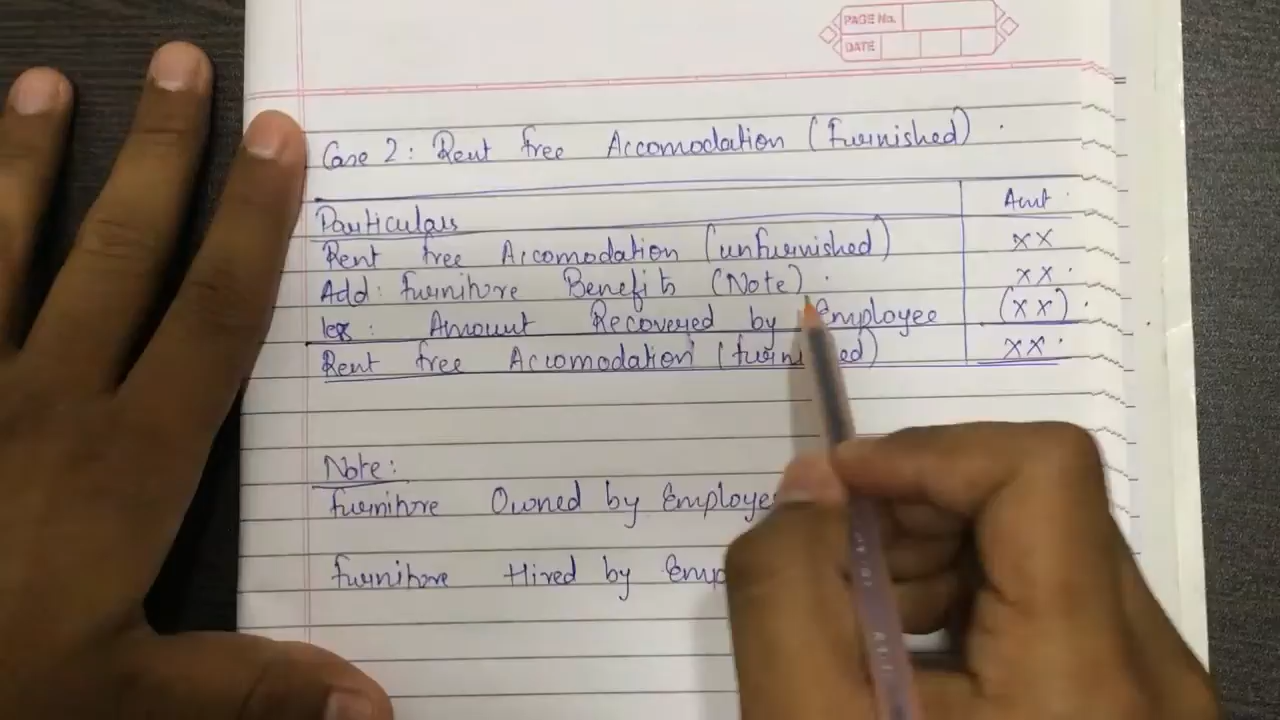 PAGE No.
DATE
Case 2: Rent free Accomodation (Furnished)
Particulars Amt
Rent free Accomodation (unfurnished) xx
Add: furniture Benefits (Note) xx
less: Amount Recovered by Employee (xx)
Rent free Accomodation (furnished) xx
Note:
furniture Owned by Employe
furniture Hired by Emp